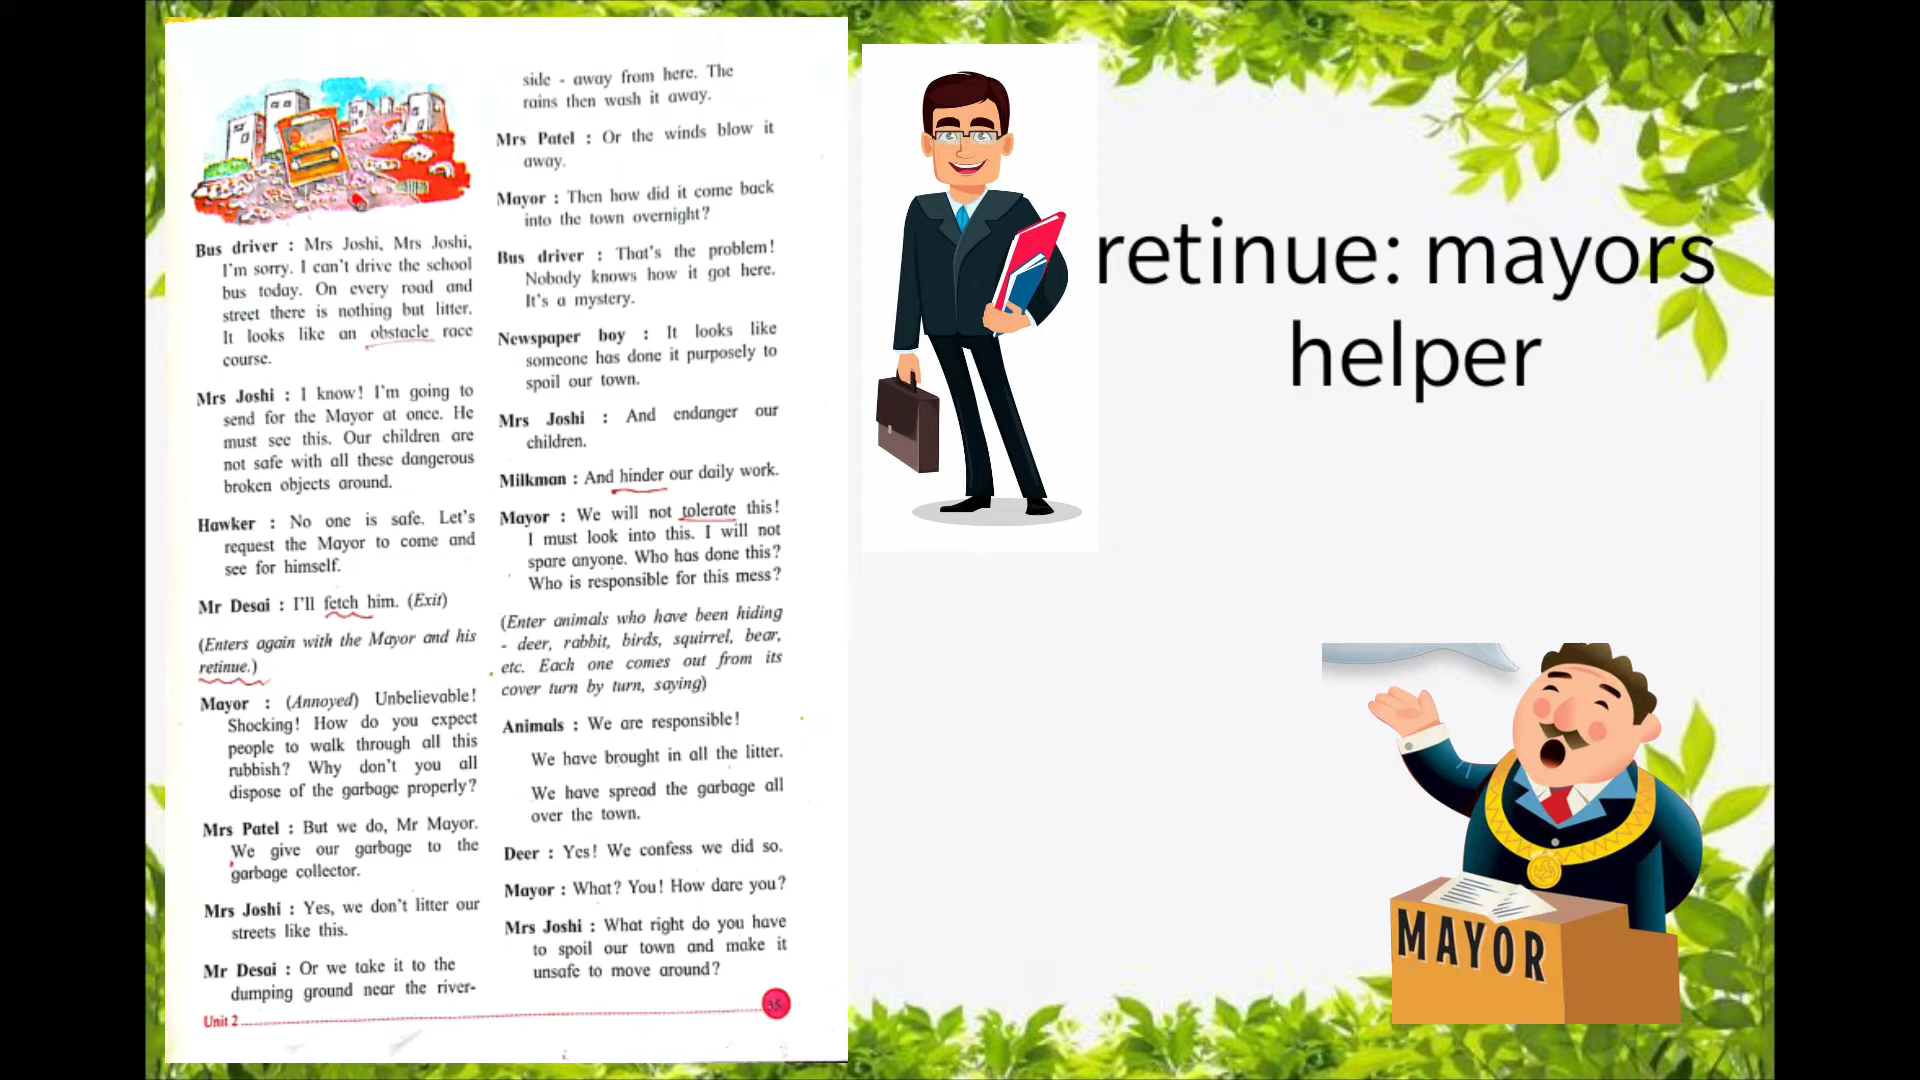 Bus driver : Mrs Joshi, Mrs Joshi,
I'm sorry. I can't drive the school
bus today. On every road and
street there is nothing but litter.
It looks like an obstacle race
course.
Mrs Joshi : I know! I'm going to
send for the Mayor at once. He
must see this. Our children are
not safe with all these dangerous
broken objects around.
Hawker : No one is safe. Let's
request the Mayor to come and
see for himself.
Mr Desai : I'll fetch him. (Exit)
(Enters again with the Mayor and his
retinue.)
Mayor : (Annoyed) Unbelievable!
Shocking! How do you expect
people to walk through all this
rubbish? Why don't you all
dispose of the garbage properly?
Mrs Patel : But we do, Mr Mayor.
We give our garbage to the
garbage collector.
Mrs Joshi : Yes, we don't litter our
streets like this.
Mr Desai : Or we take it to the
dumping ground near the river-
side - away from here. The
rains then wash it away.
Mrs Patel : Or the winds blow it
away.
Mayor : Then how did it come back
into the town overnight?
Bus driver : That's the problem!
Nobody knows how it got here.
It's a mystery.
Newspaper boy : It looks like
someone has done it purposely to
spoil our town.
Mrs Joshi : And endanger our
children.
Milkman : And hinder our daily work.
Mayor : We will not tolerate this!
I must look into this. I will not
spare anyone. Who has done this?
Who is responsible for this mess?
(Enter animals who have been hiding
- deer, rabbit, birds, squirrel, bear,
etc. Each one comes out from its
cover turn by turn, saying)
Animals : We are responsible!
We have brought in all the litter.
We have spread the garbage all
over the town.
Deer : Yes! We confess we did so.
Mayor : What? You! How dare you?
Mrs Joshi : What right do you have
to spoil our town and make it
unsafe to move around?
Unit 2
35
retinue: mayors
helper
MAYOR